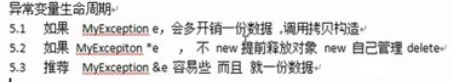 异常变量生命周期
5.1 如果 MyException e，会多开销一份数据 ,调用拷贝构造
5.2 如果 MyExcepiton *e ， 不 new 提前释放对象 new 自己管理 delete
5.3 推荐 MyException &e 容易些 而且 就一份数据